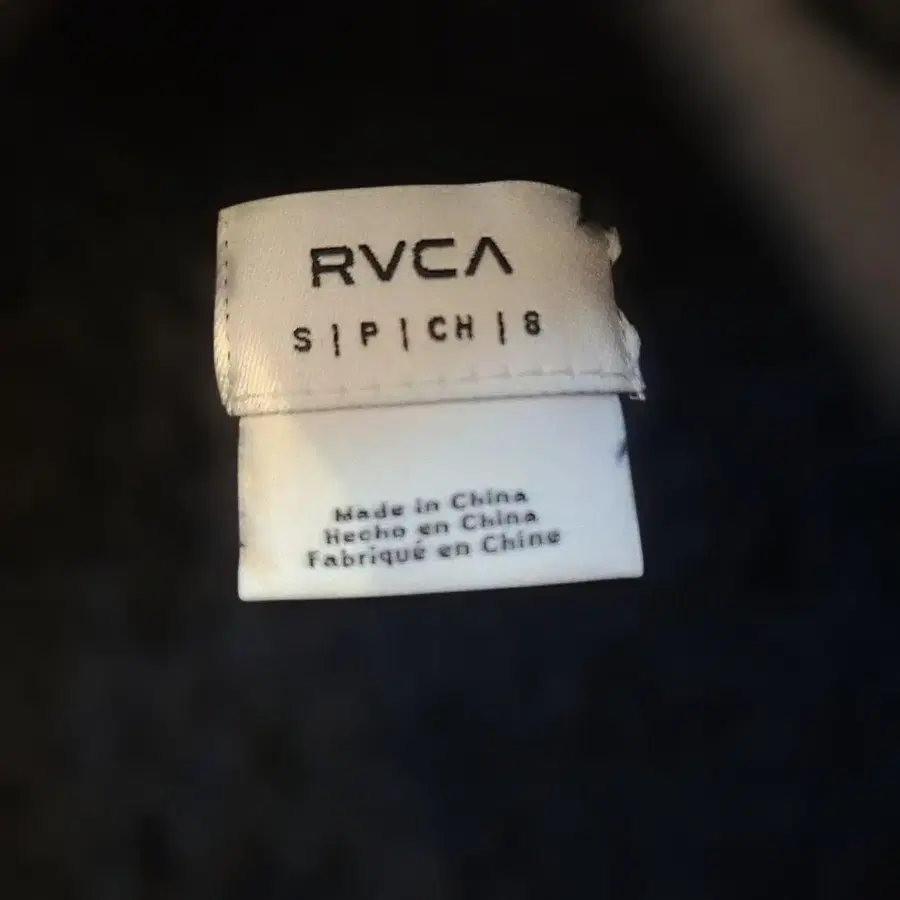 RVCA
S | P | CH | 8
Made in China
Hecho en China
Fabriqué en Chine